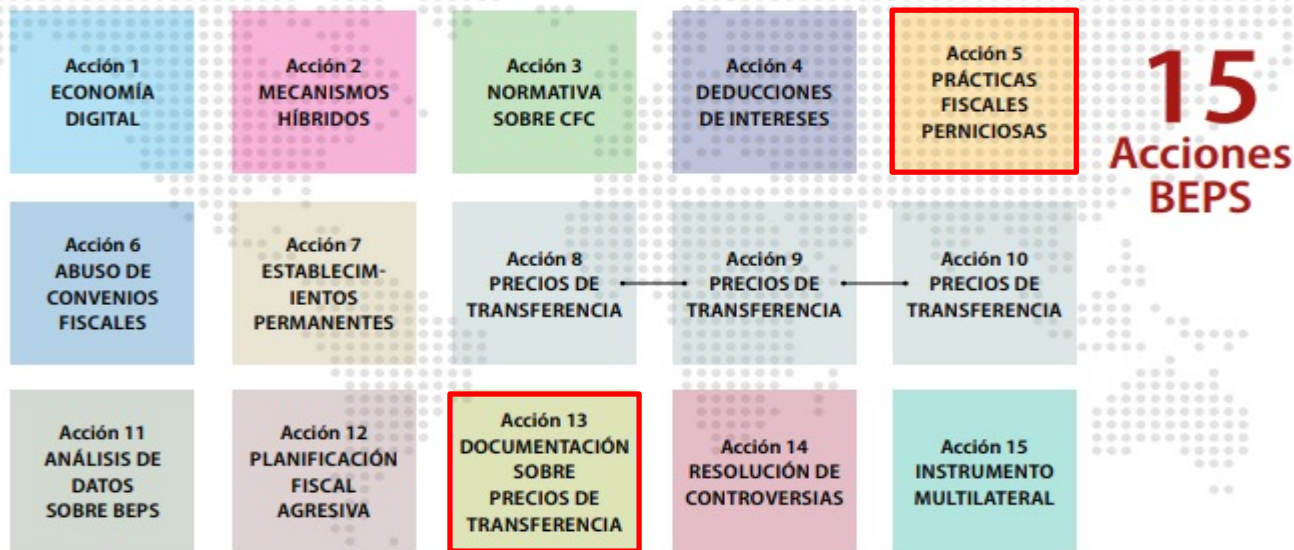 Acción 1
ECONOMÍA
DIGITAL
Acción 2
MECANISMOS
HÍBRIDOS
Acción 3
NORMATIVA
SOBRE CFC
Acción 4
DEDUCCIONES
DE INTERESES
Acción 5
PRÁCTICAS
FISCALES
PERNICIOSAS
15
Acciones
BEPS
Acción 6
ABUSO DE
CONVENIOS
FISCALES
Acción 7
ESTABLECIM-
IENTOS
PERMANENTES
Acción 8
PRECIOS DE
TRANSFERENCIA
Acción 9
PRECIOS DE
TRANSFERENCIA
Acción 10
PRECIOS DE
TRANSFERENCIA
Acción 11
ANÁLISIS DE
DATOS
SOBRE BEPS
Acción 12
PLANIFICACIÓN
FISCAL
AGRESIVA
Acción 13
DOCUMENTACIÓN
SOBRE
PRECIOS DE
TRANSFERENCIA
Acción 14
RESOLUCIÓN DE
CONTROVERSIAS
Acción 15
INSTRUMENTO
MULTILATERAL